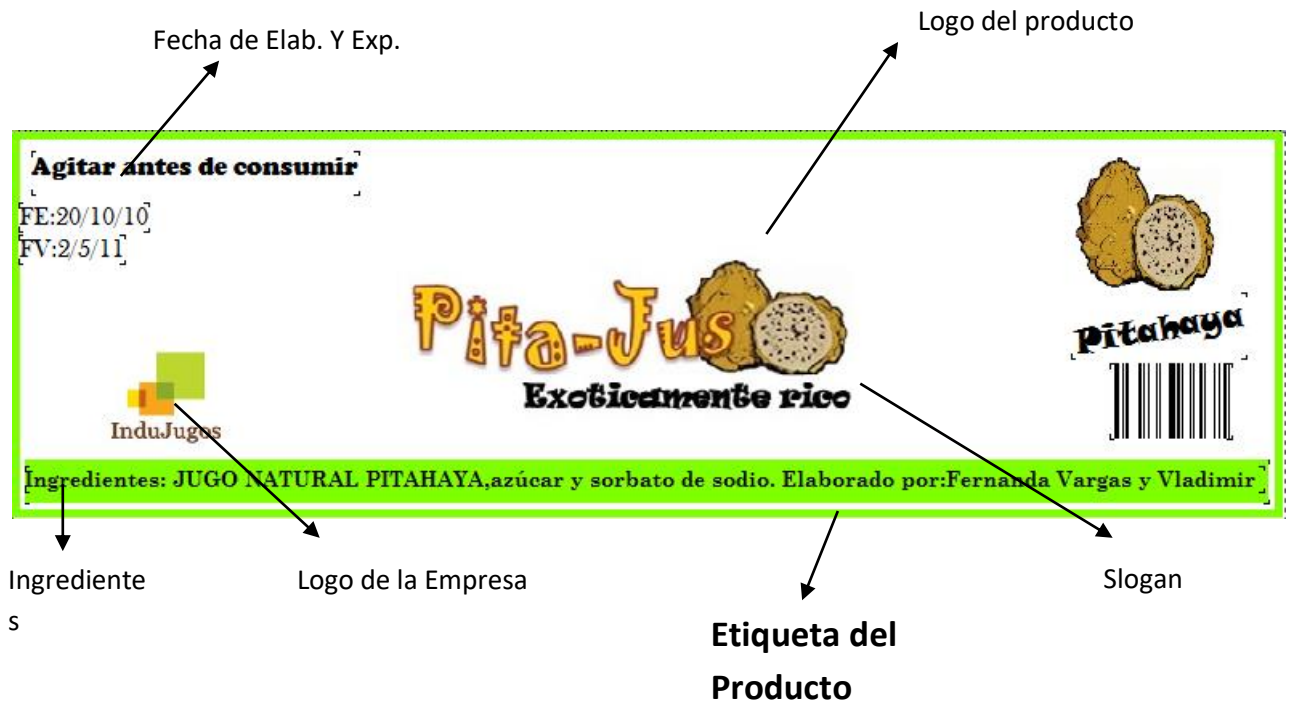 Logo del producto
Fecha de Elab. Y Exp.
Agitar antes de consumir
FE:20/10/10
FV:2/5/11
Pita-Jus
Exoticamente rico
Pitahaya
InduJugos
Ingredientes: JUGO NATURAL PITAHAYA,azúcar y sorbato de sodio. Elaborado por:Fernanda Vargas y Vladimir
Ingrediente
s
Logo de la Empresa
Slogan
Etiqueta del
Producto